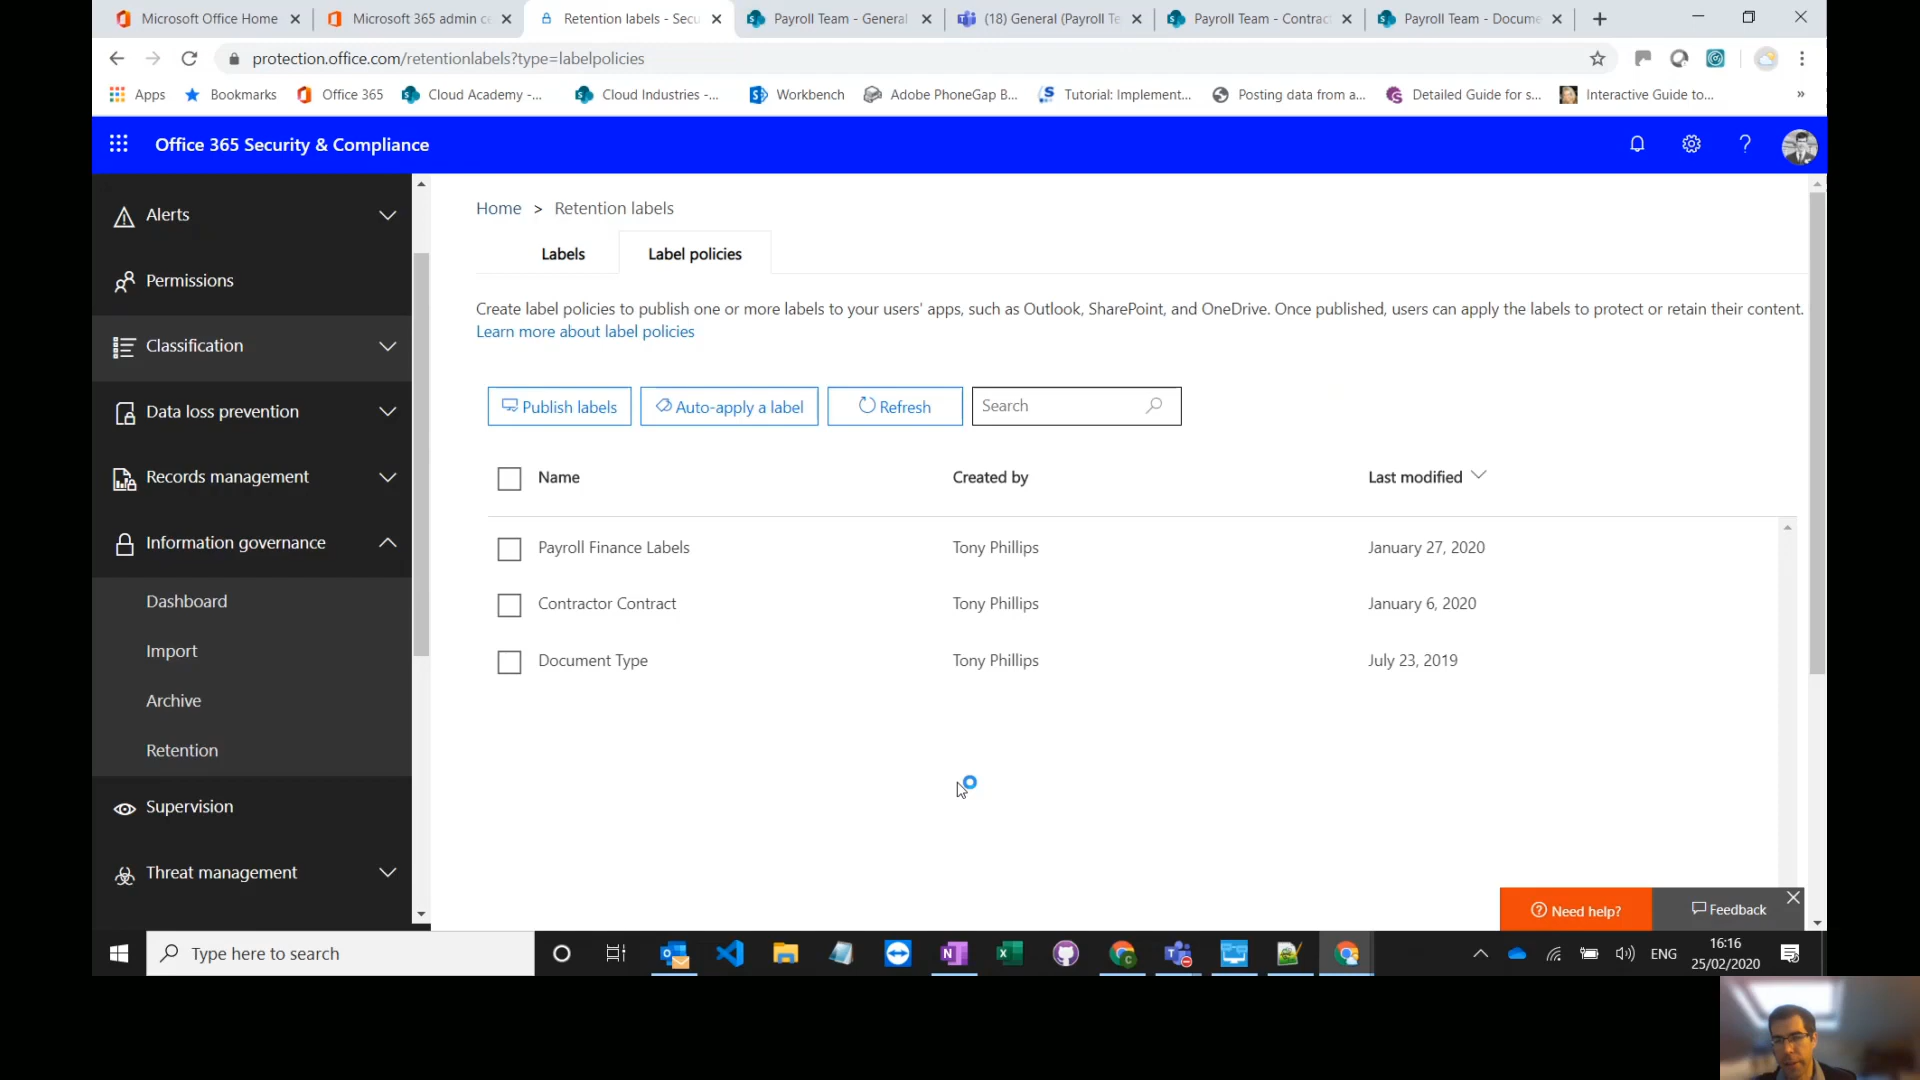 Microsoft Office Home
Microsoft 365 admin ce
Retention labels - Secu
Payroll Team - General
(18) General (Payroll Te
Payroll Team - Contrac
Payroll Team - Docume
protection.office.com/retentionlabels?type=labelpolicies
Apps
Bookmarks
Office 365
Cloud Academy -...
Cloud Industries -...
Workbench
Adobe PhoneGap B...
Tutorial: Implement...
Posting data from a...
Detailed Guide for s...
Interactive Guide to...
»
Office 365 Security & Compliance
Alerts
Permissions
Classification
Data loss prevention
Records management
Information governance
Dashboard
Import
Archive
Retention
Supervision
Threat management
Home > Retention labels
Labels
Label policies
Create label policies to publish one or more labels to your users' apps, such as Outlook, SharePoint, and OneDrive. Once published, users can apply the labels to protect or retain their content.
Learn more about label policies
Publish labels
Auto-apply a label
Refresh
Search
Name Created by Last modified
Payroll Finance Labels Tony Phillips January 27, 2020
Contractor Contract Tony Phillips January 6, 2020
Document Type Tony Phillips July 23, 2019
Need help?
Feedback
Type here to search
ENG
16:16
25/02/2020